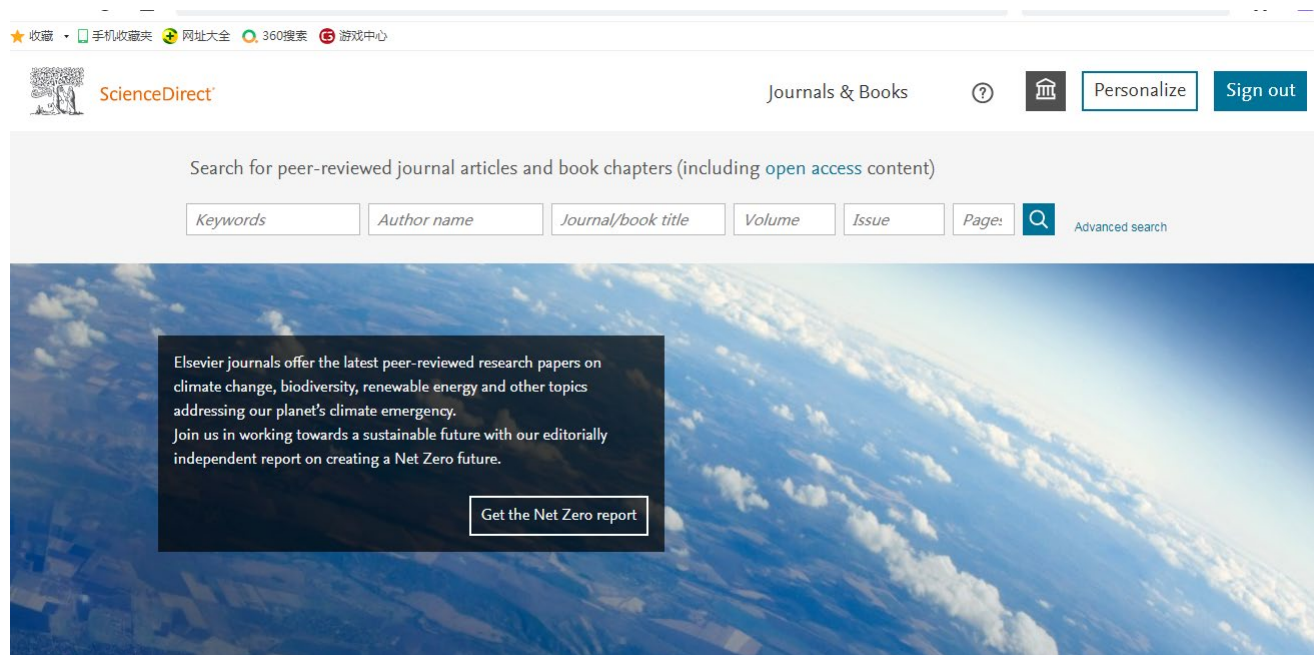 收藏 手机收藏夹 网址大全 360搜索 游戏中心
ScienceDirect Journals & Books ? Personalize Sign out
Search for peer-reviewed journal articles and book chapters (including open access content)
Keywords Author name Journal/book title Volume Issue Pages Advanced search
Elsevier journals offer the latest peer-reviewed research papers on
climate change, biodiversity, renewable energy and other topics
addressing our planet's climate emergency.
Join us in working towards a sustainable future with our editorially
independent report on creating a Net Zero future.
Get the Net Zero report